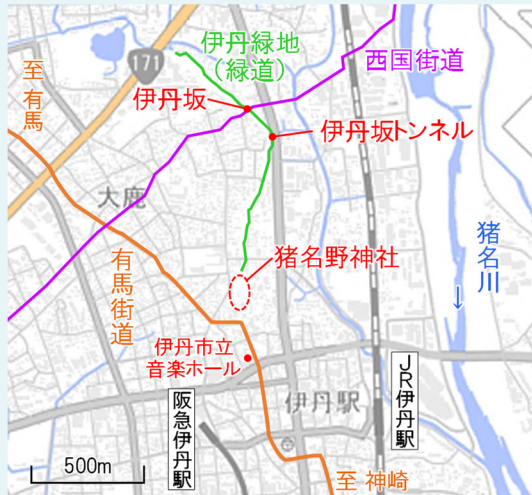 伊丹緑地
(緑道)
西国街道
至 有馬
171
伊丹坂
伊丹坂トンネル
大鹿
猪名野神社
猪名川
↓
有馬街道
伊丹市立
音楽ホール
JR伊丹駅
阪急伊丹駅
伊丹駅
500m
至 神崎